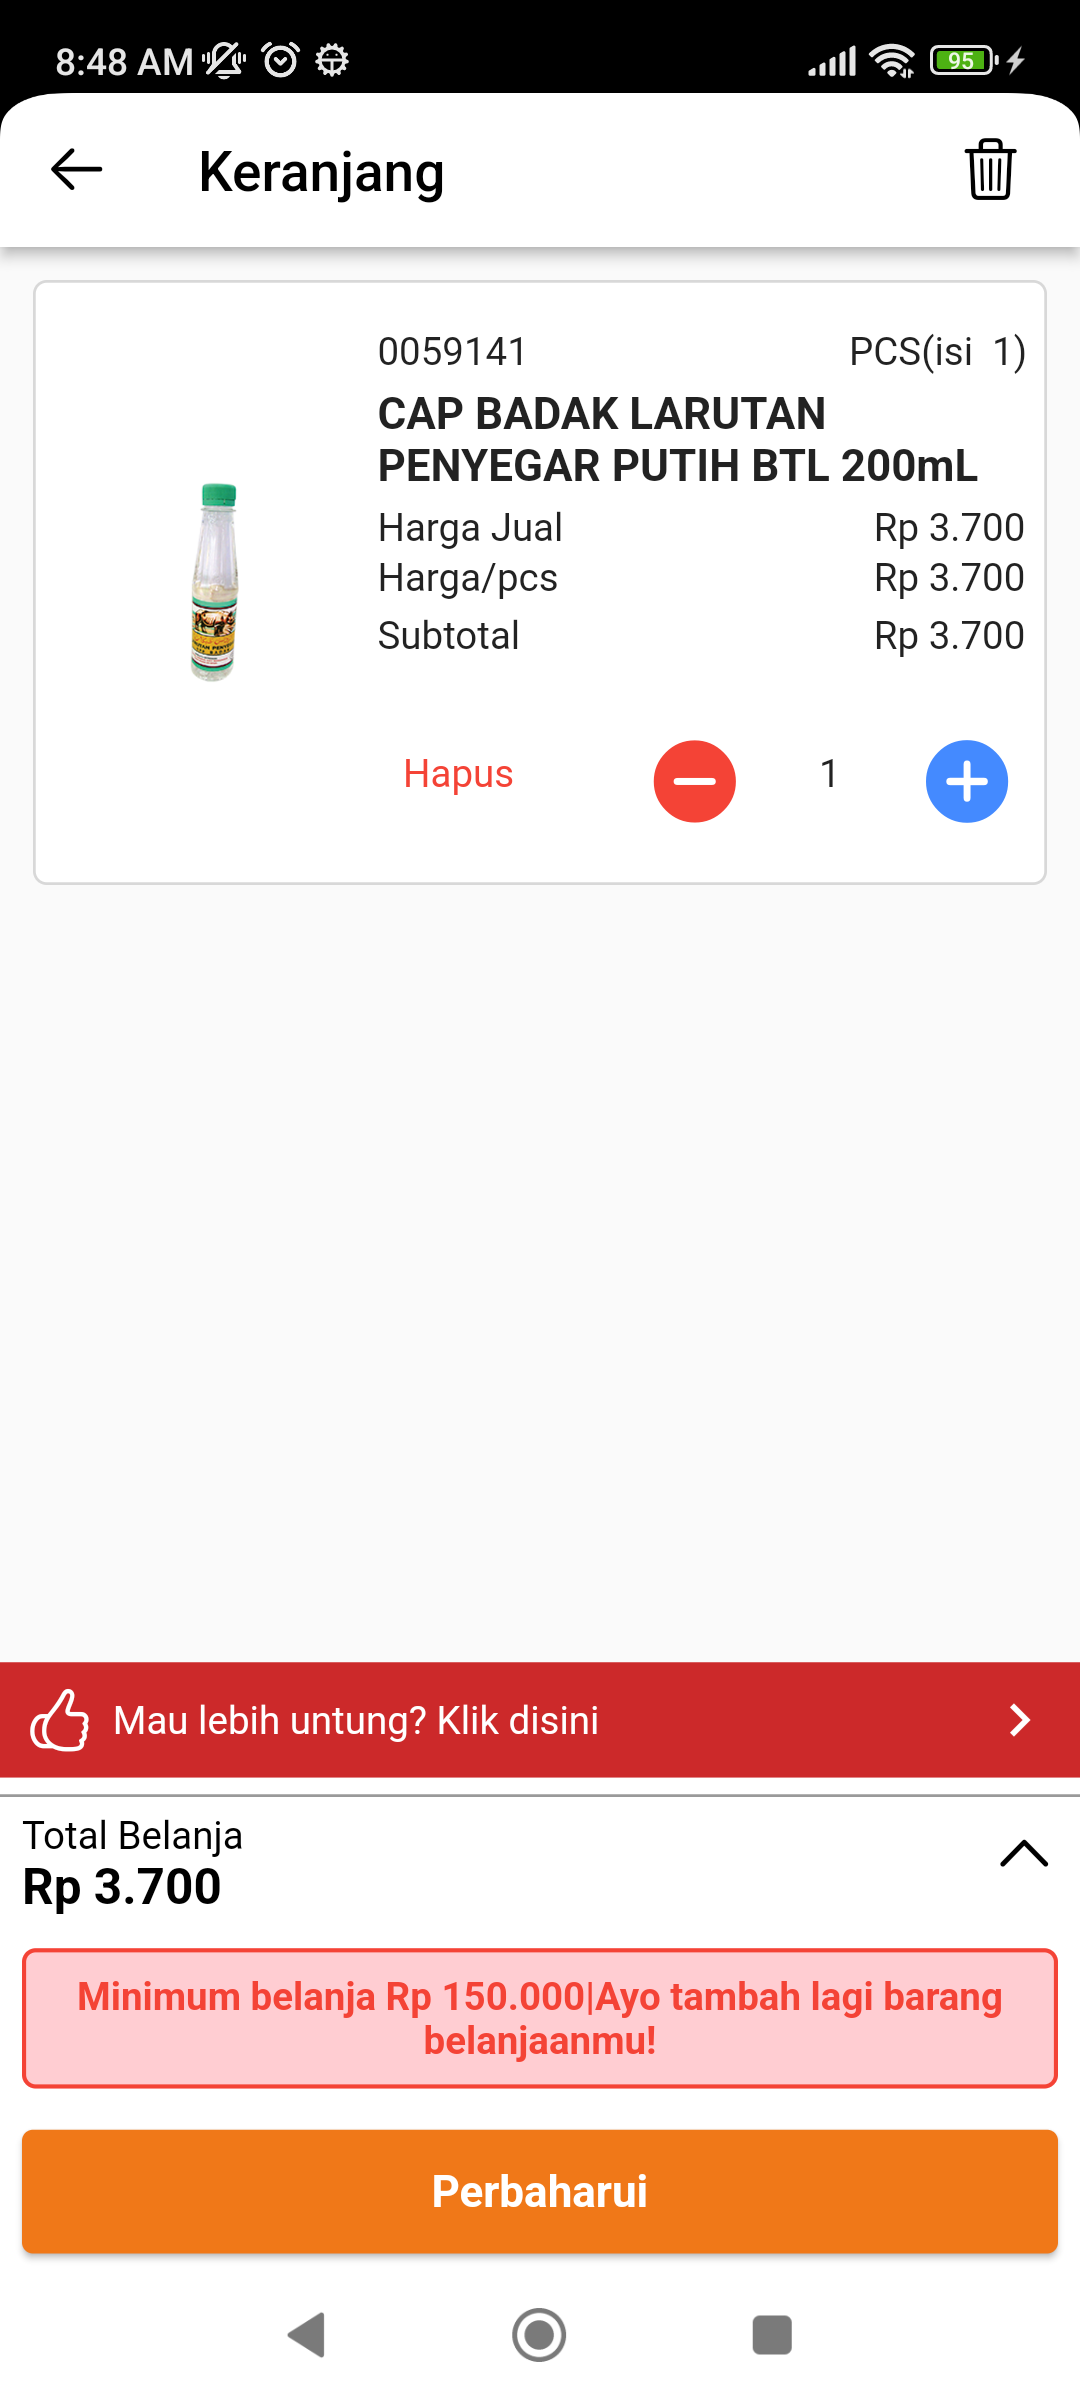 8:48 AM
95
Keranjang
0059141 PCS(isi 1)
CAP BADAK LARUTAN
PENYEGAR PUTIH BTL 200mL
Harga Jual Rp 3.700
Harga/pcs Rp 3.700
Subtotal Rp 3.700
Hapus 1
Mau lebih untung? Klik disini
Total Belanja
Rp 3.700
Minimum belanja Rp 150.000|Ayo tambah lagi barang
belanjaanmu!
Perbaharui